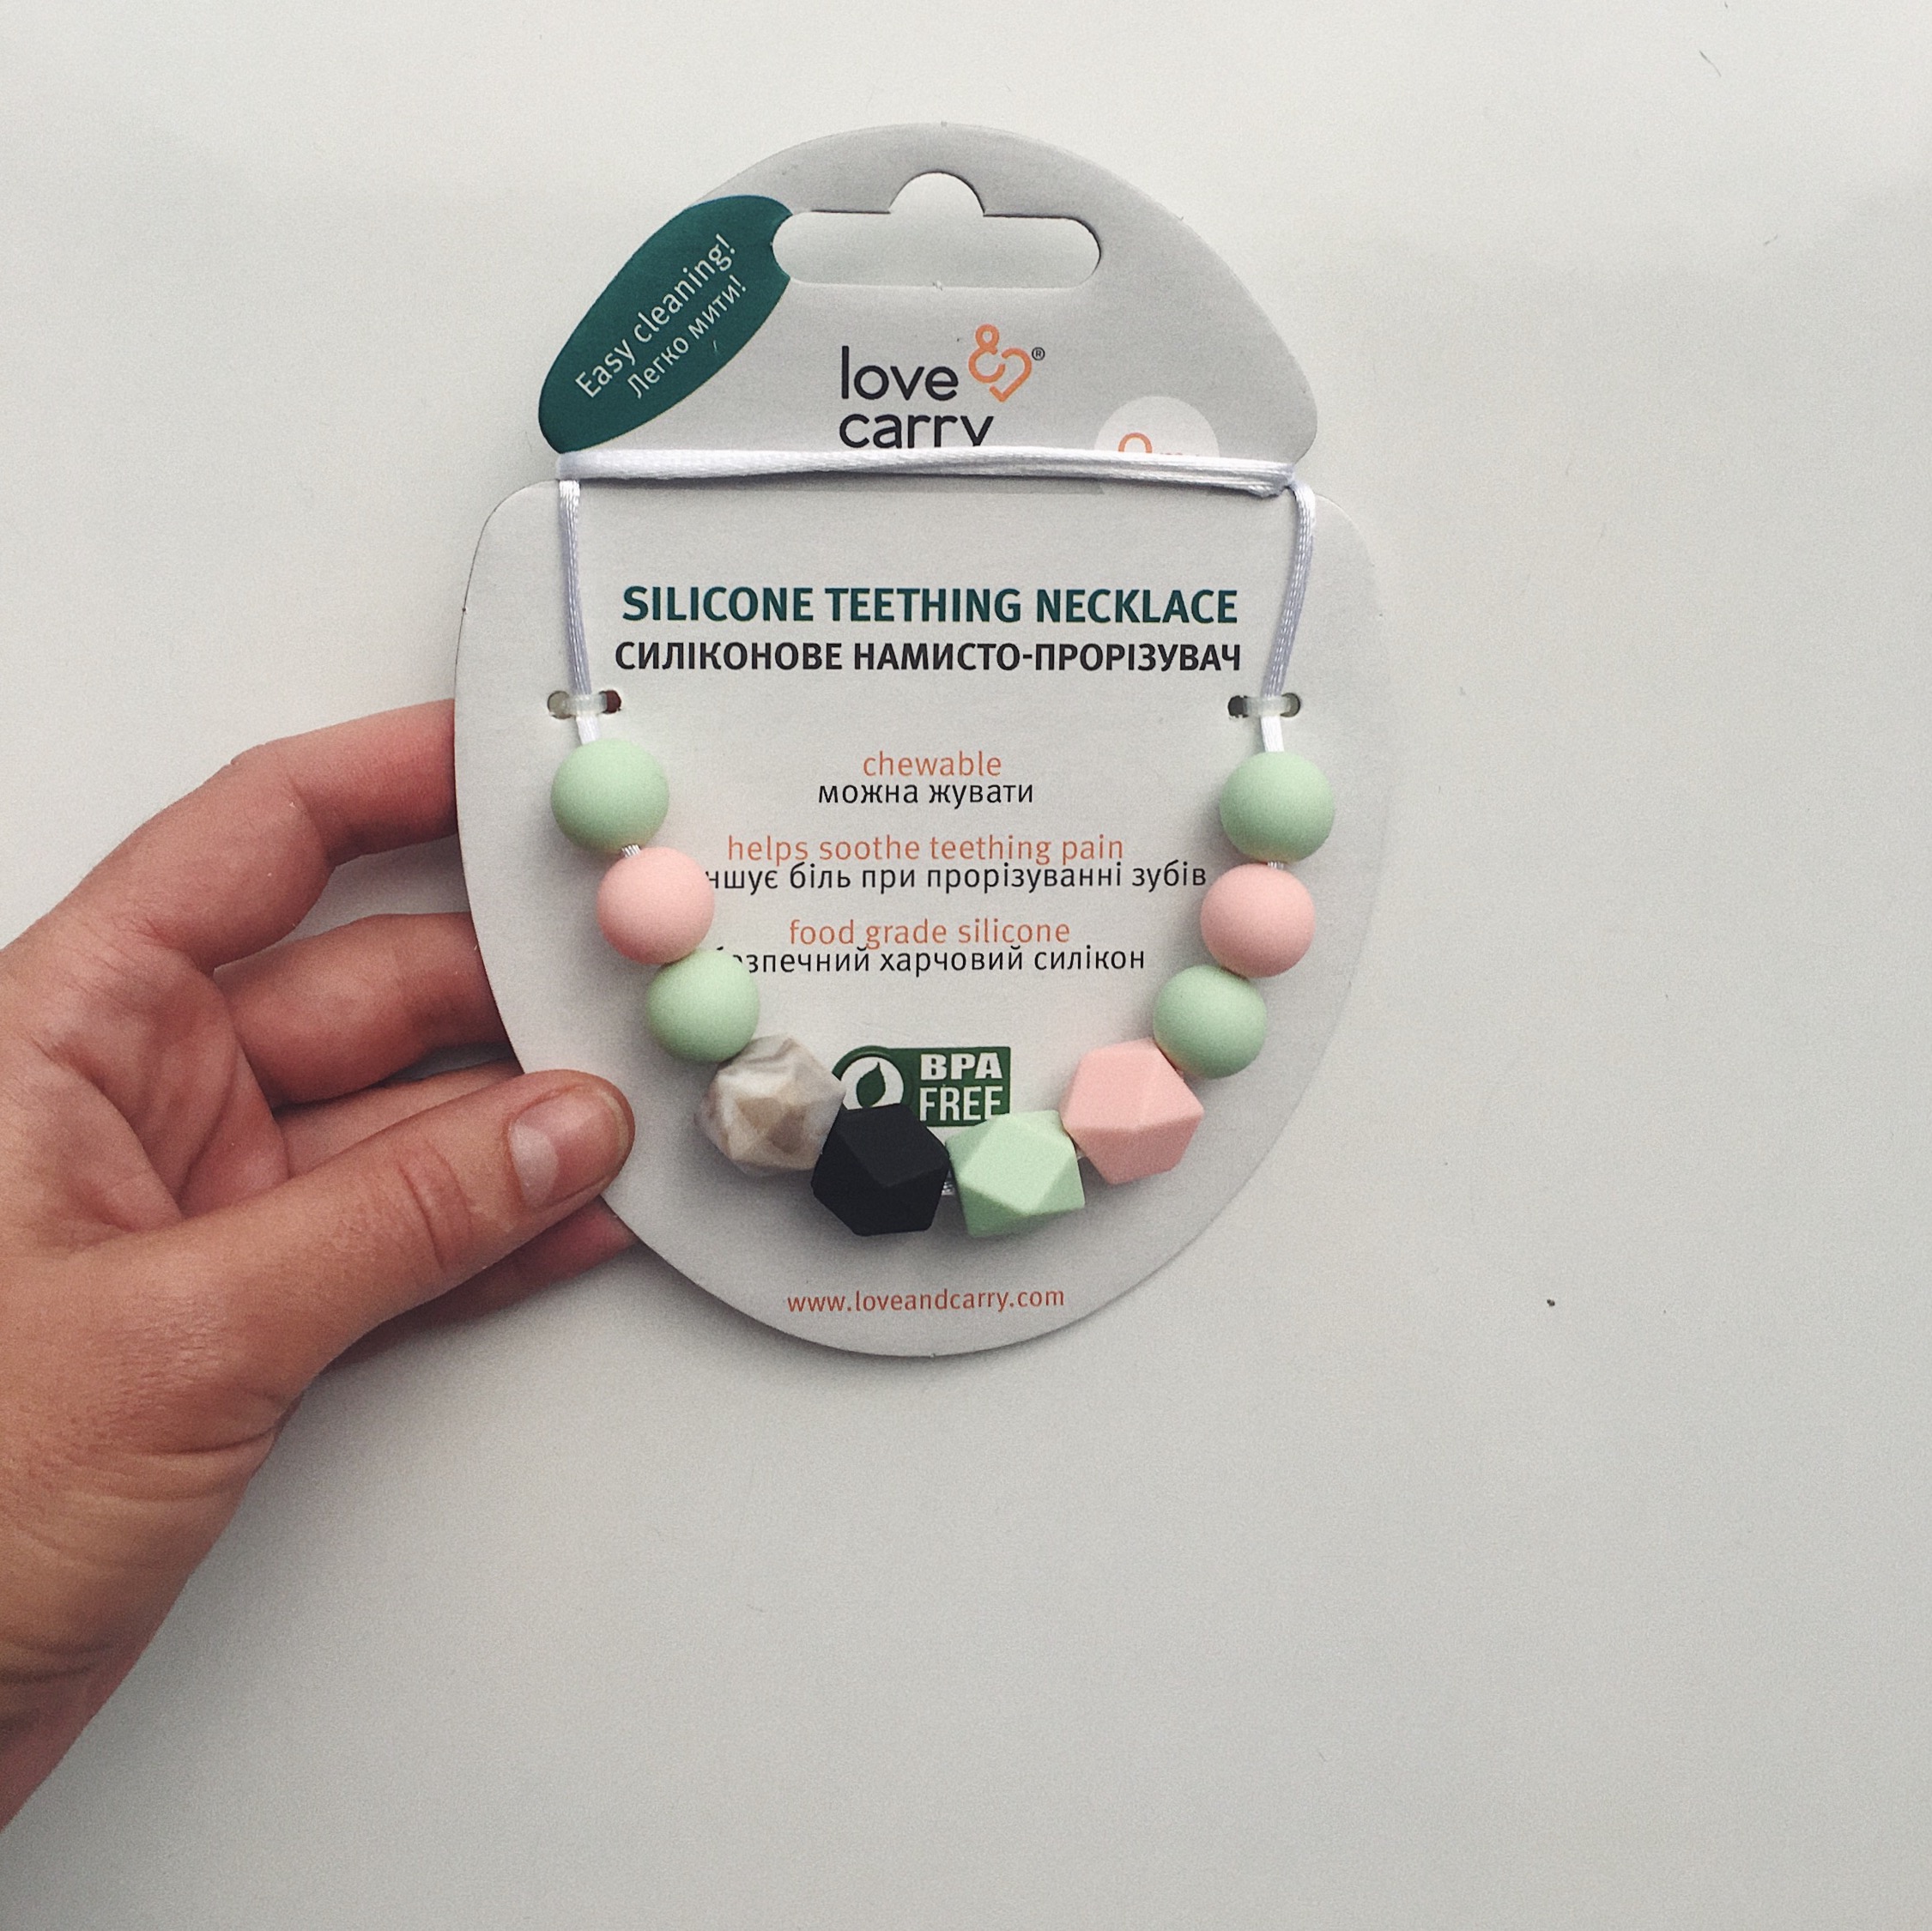 Easy cleaning!
Легко мити!
love &®
carry
SILICONE TEETHING NECKLACE
СИЛІКОНОВЕ НАМИСТО-ПРОРІЗУВАЧ
chewable
можна жувати
helps soothe teething pain
біль при прорізуванні зубів
food grade silicone
харчовий силікон
BPA
FREE
www.loveandcarry.com